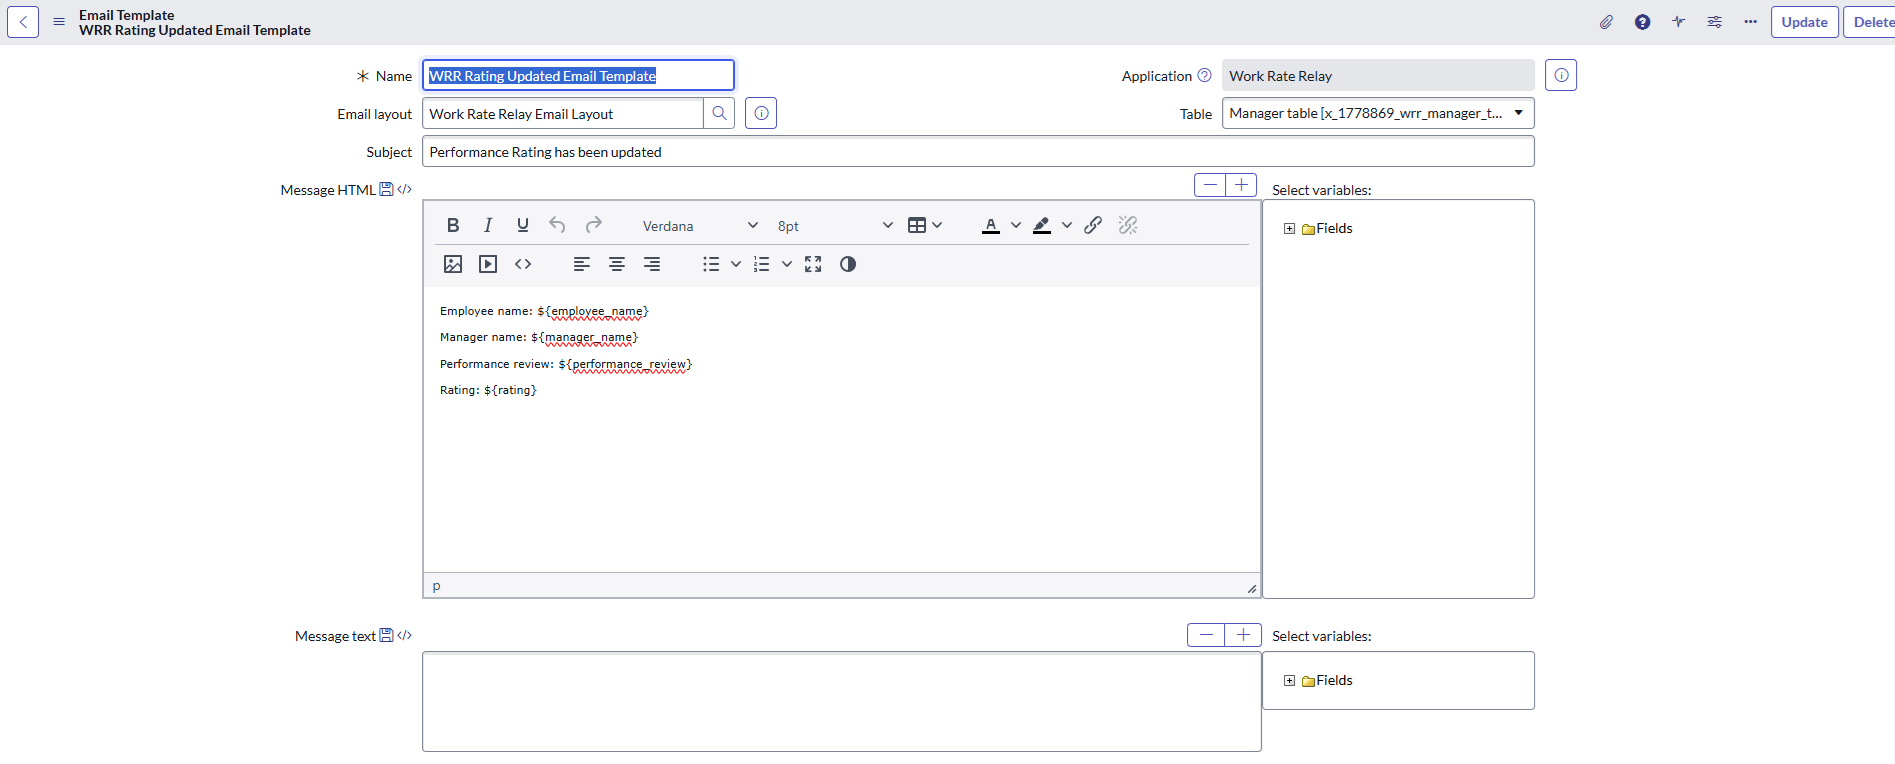 Email Template
WRR Rating Updated Email Template
Update
Delete
Name
WRR Rating Updated Email Template
Application
Work Rate Relay
Email layout
Work Rate Relay Email Layout
Table
Manager table [x_1778869_wrr_manager_t...
Subject
Performance Rating has been updated
Message HTML
Select variables:
Verdana
8pt
Fields
Employee name: ${employee_name}
Manager name: ${manager_name}
Performance review: ${performance_review}
Rating: ${rating}
p
Message text
Select variables:
Fields